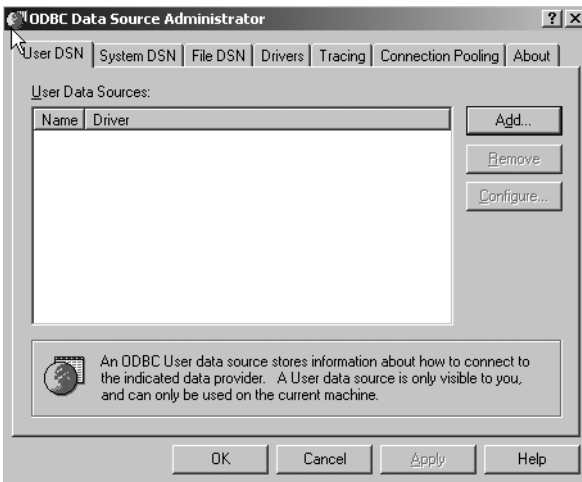 ODBC Data Source Administrator
User DSN System DSN File DSN Drivers Tracing Connection Pooling About
User Data Sources:
Name Driver
Add...
Remove
Configure...
An ODBC User data source stores information about how to connect to
the indicated data provider. A User data source is only visible to you,
and can only be used on the current machine.
OK Cancel Apply Help